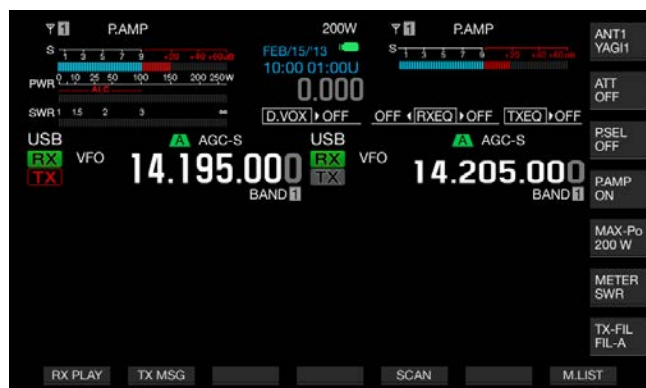 1 P.AMP 200W 1 P.AMP
S 1 3 5 7 9 +20 +40 +60dB FEB/15/'13 S 1 3 5 7 9 +20 +40 +60dB
10:00 01:00U
PWR 0 10 25 50 100 150 200 250W
ALC
0.000
SWR 1 1.5 2 3 ∞ D.VOX OFF OFF RXEQ OFF TXEQ OFF
USB A AGC-S USB A AGC-S
RX VFO 14.195.000 RX VFO 14.205.000
TX TX
BAND 1 BAND 1
ANT1
YAGI1
ATT
OFF
P.SEL
OFF
P.AMP
ON
MAX-Po
200 W
METER
SWR
TX-FIL
FIL-A
RX PLAY TX MSG SCAN M.LIST